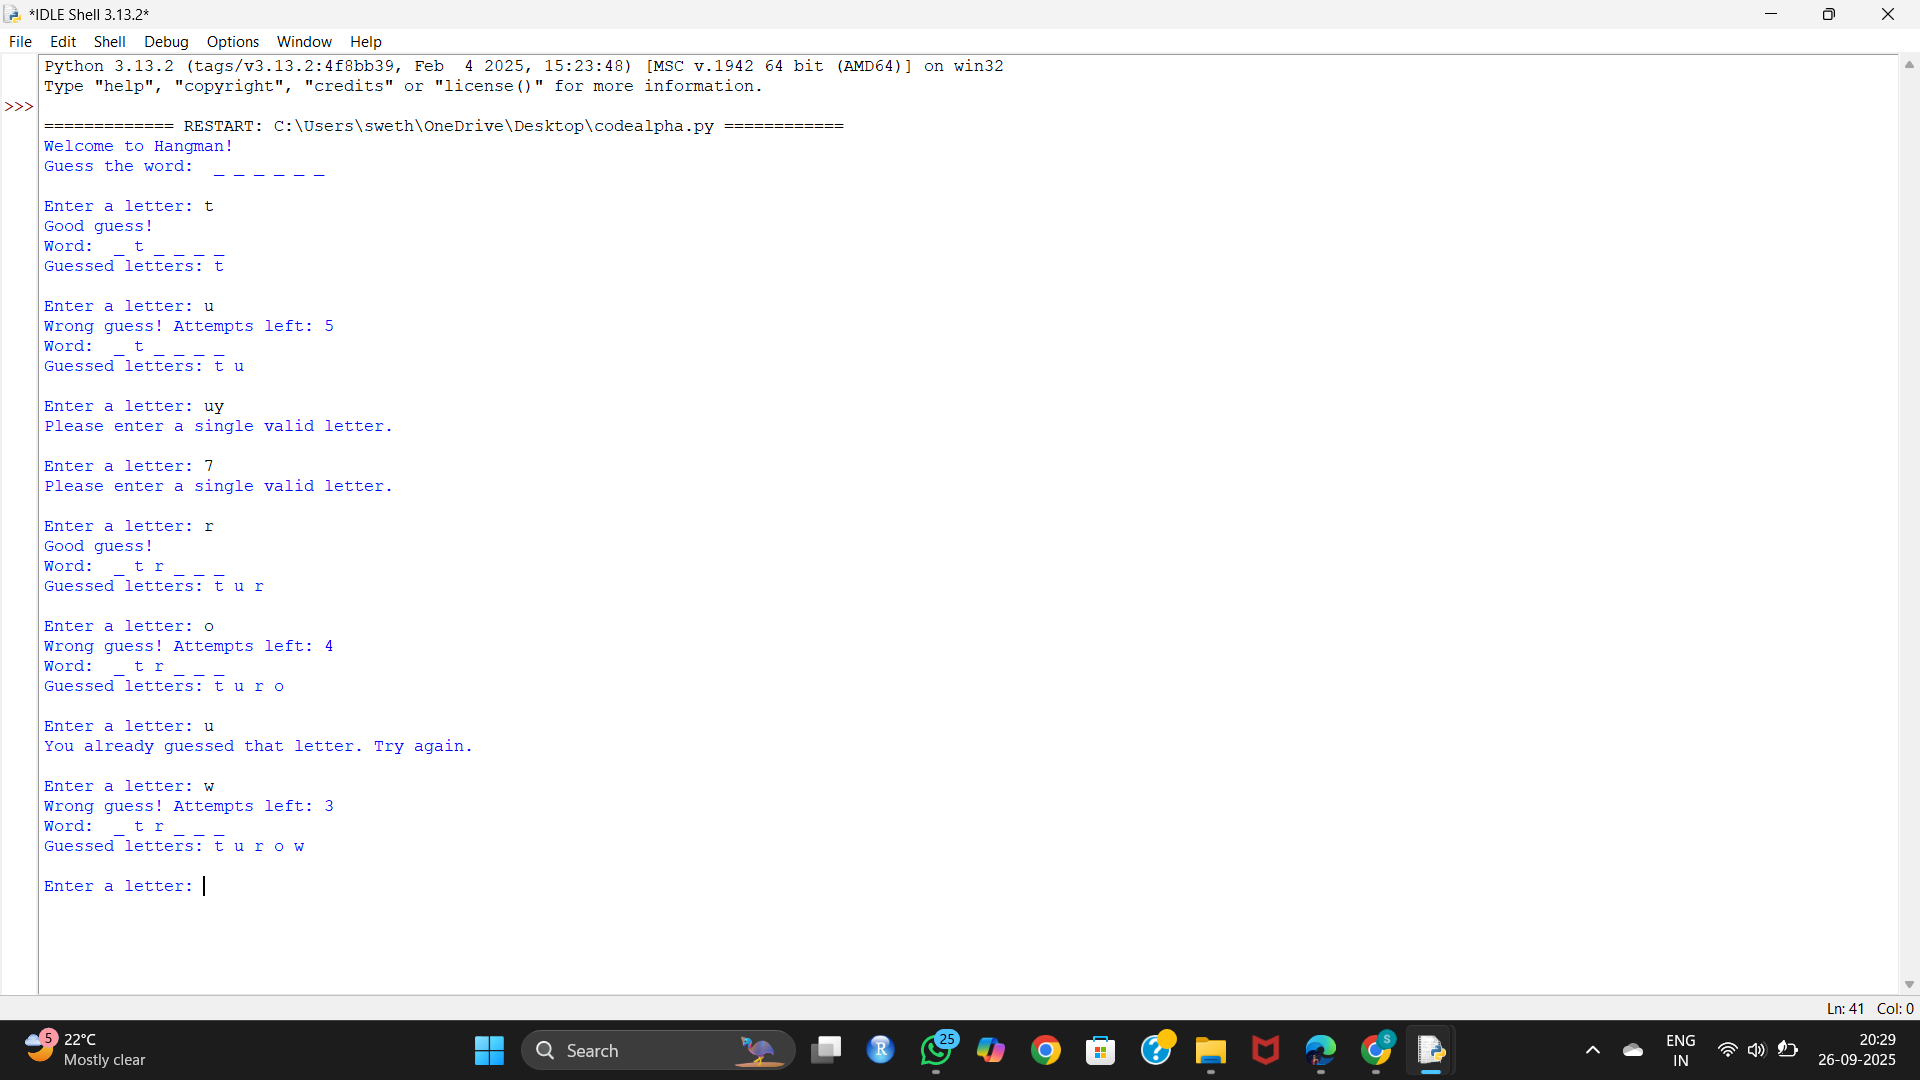 *IDLE Shell 3.13.2*
File Edit Shell Debug Options Window Help
Python 3.13.2 (tags/v3.13.2:4f8bb39, Feb  4 2025, 15:23:48) [MSC v.1942 64 bit (AMD64)] on win32
Type "help", "copyright", "credits" or "license()" for more information.
>>>
============= RESTART: C:\Users\sweth\OneDrive\Desktop\codealpha.py ============
Welcome to Hangman!
Guess the word:  _ _ _ _ _ _
Enter a letter: t
Good guess!
Word:  _ t _ _ _ _
Guessed letters: t
Enter a letter: u
Wrong guess! Attempts left: 5
Word:  _ t _ _ _ _
Guessed letters: t u
Enter a letter: uy
Please enter a single valid letter.
Enter a letter: 7
Please enter a single valid letter.
Enter a letter: r
Good guess!
Word:  _ t r _ _ _
Guessed letters: t u r
Enter a letter: o
Wrong guess! Attempts left: 4
Word:  _ t r _ _ _
Guessed letters: t u r o
Enter a letter: u
You already guessed that letter. Try again.
Enter a letter: w
Wrong guess! Attempts left: 3
Word:  _ t r _ _ _
Guessed letters: t u r o w
Enter a letter:
Ln: 41 Col: 0
5 22°C
Mostly clear
Search
R
25
S
ENG
IN
20:29
26-09-2025